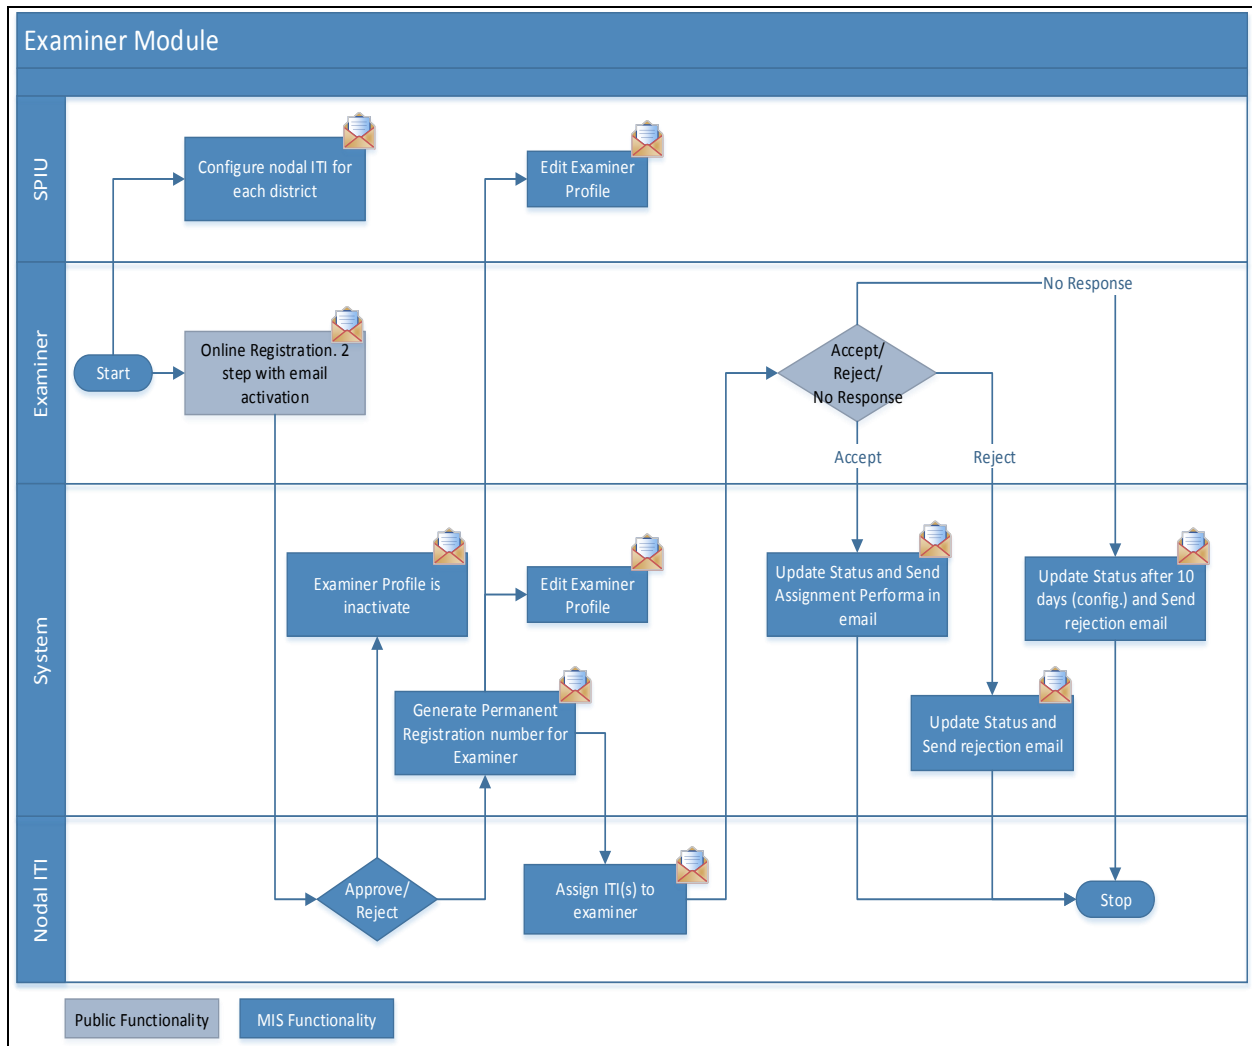 Examiner Module
SPIU
Configure nodal ITI for
each district
Edit Examiner
Profile
Examiner
Start
Online Registration. 2
step with email
activation
Accept/
Reject/
No Response
No Response
Accept
Reject
System
Examiner Profile is
inactivate
Edit Examiner
Profile
Generate Permanent
Registration number for
Examiner
Update Status and Send
Assignment Performa in
email
Update Status after 10
days (config.) and Send
rejection email
Update Status and
Send rejection email
Nodal ITI
Approve/
Reject
Assign ITI(s) to
examiner
Stop
Public Functionality
MIS Functionality